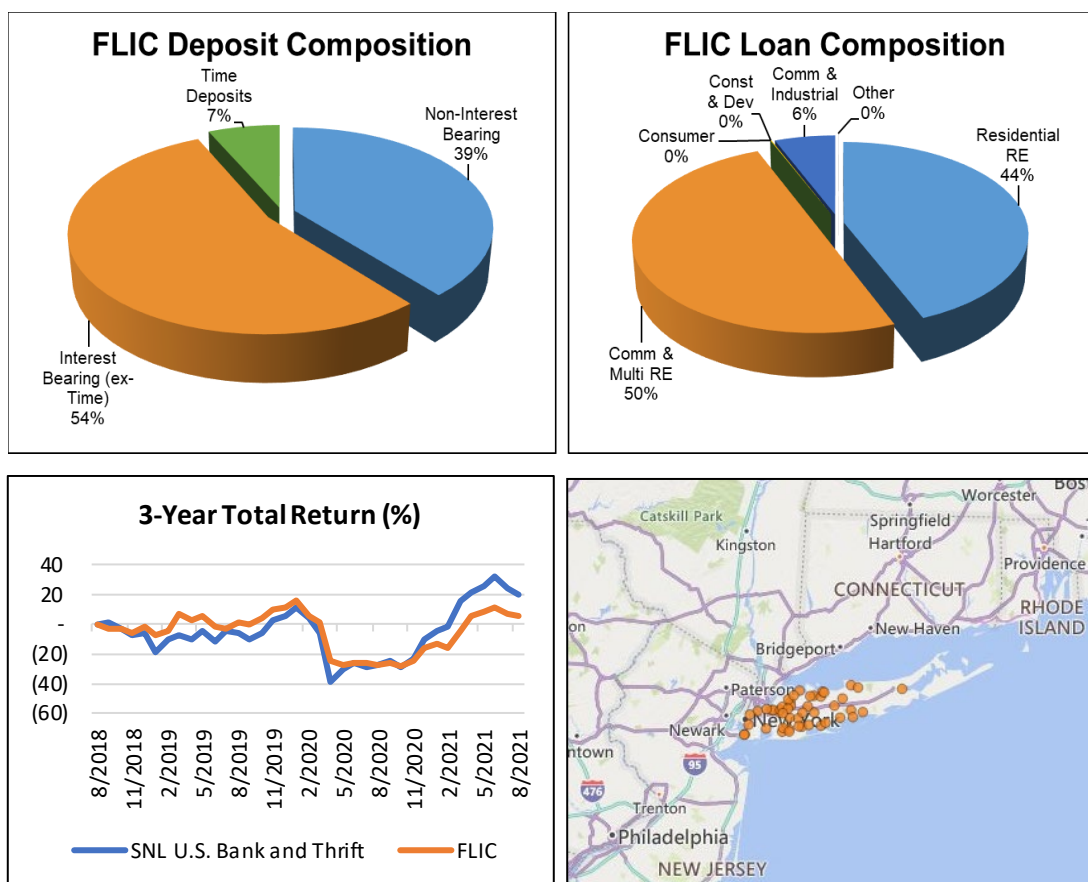 FLIC Deposit Composition
Time
Deposits
7%
Non-Interest
Bearing
39%
Interest
Bearing (ex-
Time)
54%
FLIC Loan Composition
Const
& Dev
0%
Comm &
Industrial
6%
Other
0%
Consumer
0%
Residential
RE
44%
Comm &
Multi RE
50%
3-Year Total Return (%)
40
20
-
(20)
(40)
(60)
8/2018
11/2018
2/2019
5/2019
8/2019
11/2019
2/2020
5/2020
8/2020
11/2020
2/2021
5/2021
8/2021
SNL U.S. Bank and Thrift
FLIC
Bos
Worcester
Catskill Park
Springfield
Kingston
Hartford
Providence
CONNECTICUT
RHODE
ISLAND
on
New Haven
Bridgeport
Paterson
New York
Newark
ntown
95
476
Trenton
Philadelphia
NEW JERSEY